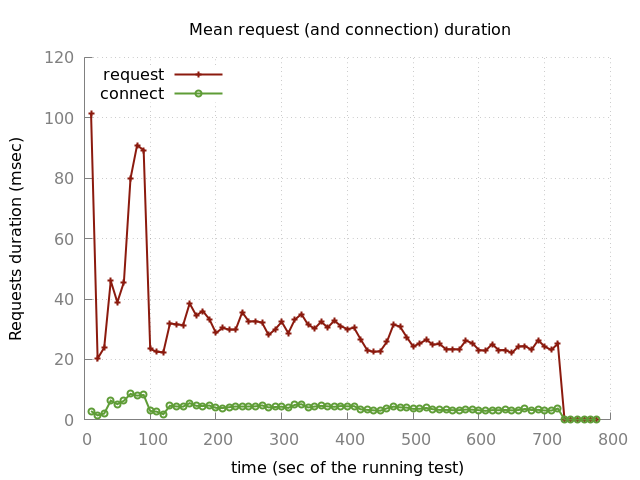 Mean request (and connection) duration
120
100
80
60
40
20
0
request
connect
Requests duration (msec)
0 100 200 300 400 500 600 700 800
time (sec of the running test)